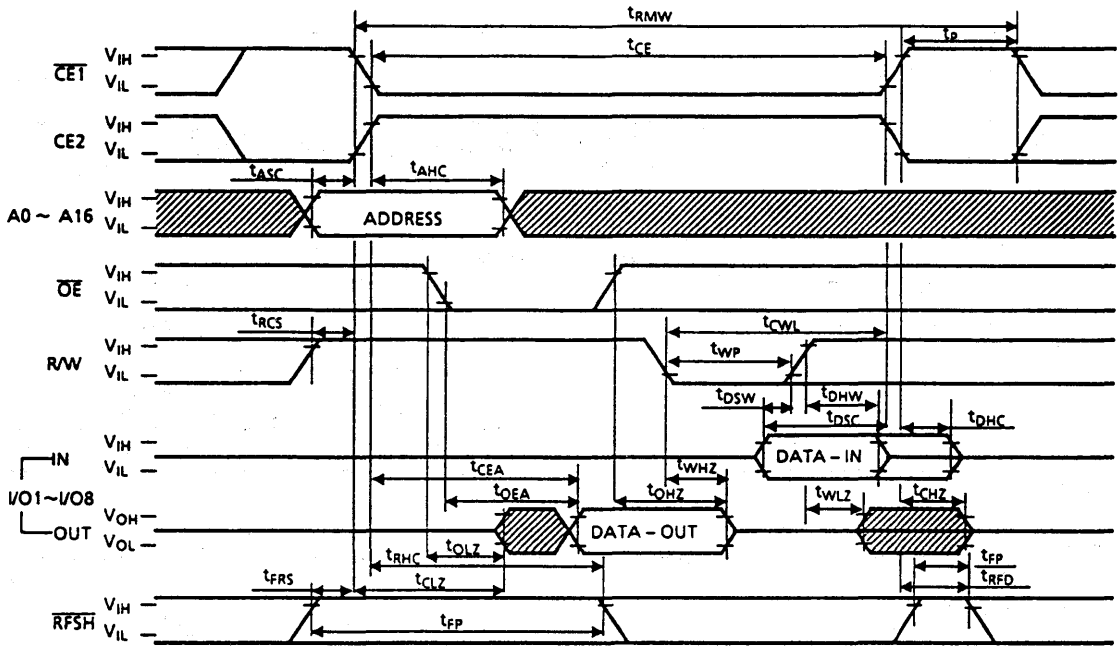 tRMW
tCE
tP
CE1
VIH
VIL
CE2
VIH
VIL
tASC
tAHC
A0 ~ A16
VIH
VIL
ADDRESS
OE
VIH
VIL
tRCS
tCWL
R/W
VIH
VIL
tWP
tDSW
tDHW
tDSC
tDHC
IN
VIH
VIL
DATA-IN
I/O1~I/O8
tCEA
tWHZ
tOEA
tOHZ
tWLZ
tCHZ
OUT
VOH
VOL
DATA-OUT
tOLZ
tRHC
tFP
tFRS
tCLZ
tRFD
RFSH
VIH
VIL
tFP